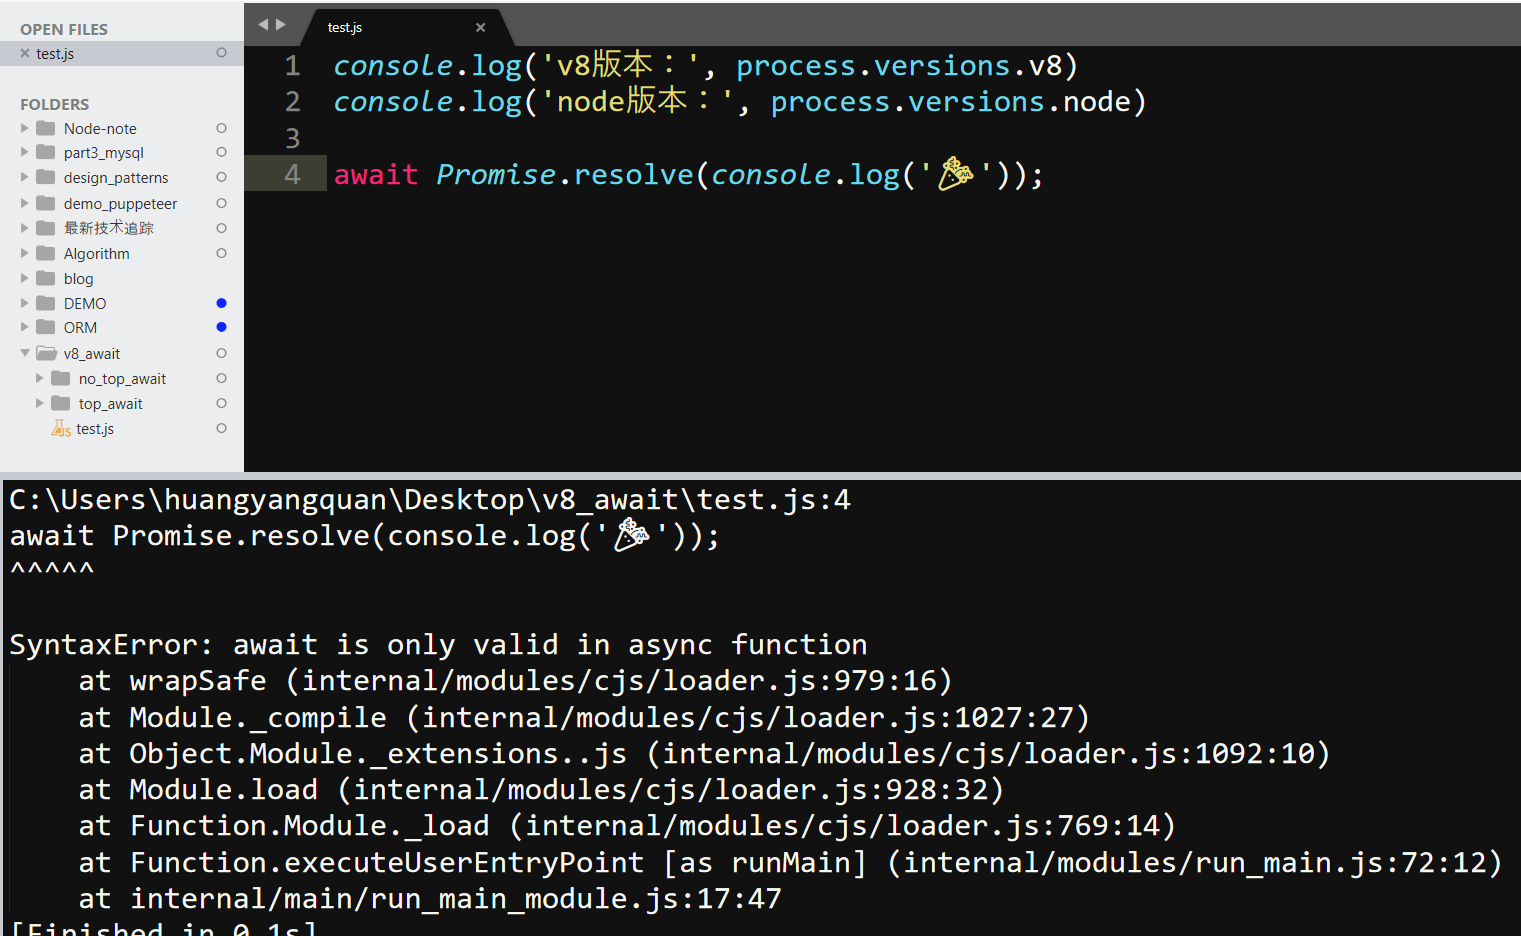 OPEN FILES
test.js
FOLDERS
Node-note
part3_mysql
design_patterns
demo_puppeteer
最新技术追踪
Algorithm
blog
DEMO
ORM
v8_await
no_top_await
top_await
JS test.js
test.js
1 console.log('v8版本：', process.versions.v8)
2 console.log('node版本：', process.versions.node)
3
4 await Promise.resolve(console.log('🎉'));
C:\Users\huangyangquan\Desktop\v8_await\test.js:4
await Promise.resolve(console.log('🎉'));
^^^^^
SyntaxError: await is only valid in async function
at wrapSafe (internal/modules/cjs/loader.js:979:16)
at Module._compile (internal/modules/cjs/loader.js:1027:27)
at Object.Module._extensions..js (internal/modules/cjs/loader.js:1092:10)
at Module.load (internal/modules/cjs/loader.js:928:32)
at Function.Module._load (internal/modules/cjs/loader.js:769:14)
at Function.executeUserEntryPoint [as runMain] (internal/modules/run_main.js:72:12)
at internal/main/run_main_module.js:17:47
[Finished in 0.1s]